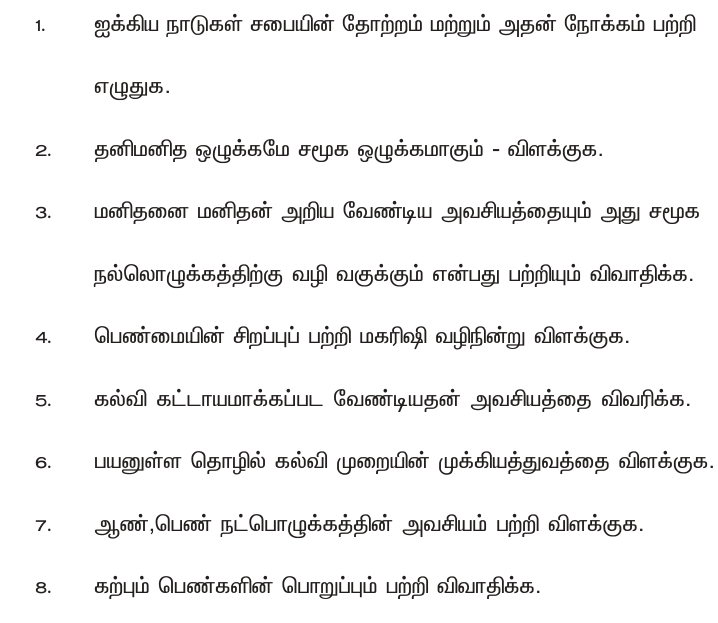 1. ஐக்கிய நாடுகள் சபையின் தோற்றம் மற்றும் அதன் நோக்கம் பற்றி
எழுதுக.
2. தனிமனித ஒழுக்கமே சமூக ஒழுக்கமாகும் - விளக்குக.
3. மனிதனை மனிதன் அறிய வேண்டிய அவசியத்தையும் அது சமூக
நல்லொழுக்கத்திற்கு வழி வகுக்கும் என்பது பற்றியும் விவாதிக்க.
4. பெண்மையின் சிறப்புப் பற்றி மகரிஷி வழிநின்று விளக்குக.
5. கல்வி கட்டாயமாக்கப்பட வேண்டியதன் அவசியத்தை விவரிக்க.
6. பயனுள்ள தொழில் கல்வி முறையின் முக்கியத்துவத்தை விளக்குக.
7. ஆண்,பெண் நட்பொழுக்கத்தின் அவசியம் பற்றி விளக்குக.
8. கற்பும் பெண்களின் பொறுப்பும் பற்றி விவாதிக்க.